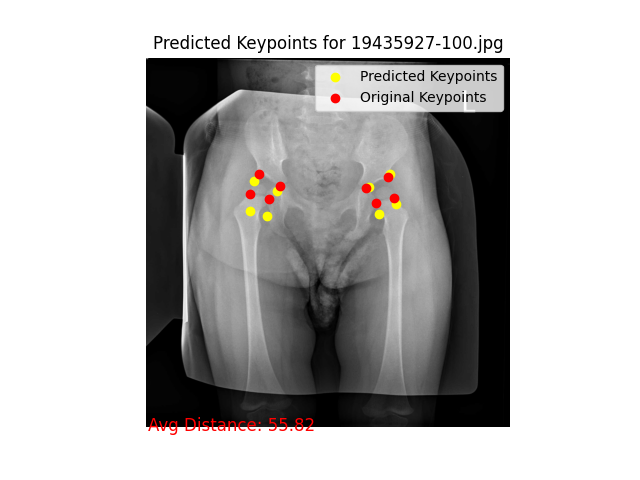 Predicted Keypoints for 19435927-100.jpg
Predicted Keypoints
Original Keypoints
L
Avg Distance: 55.82